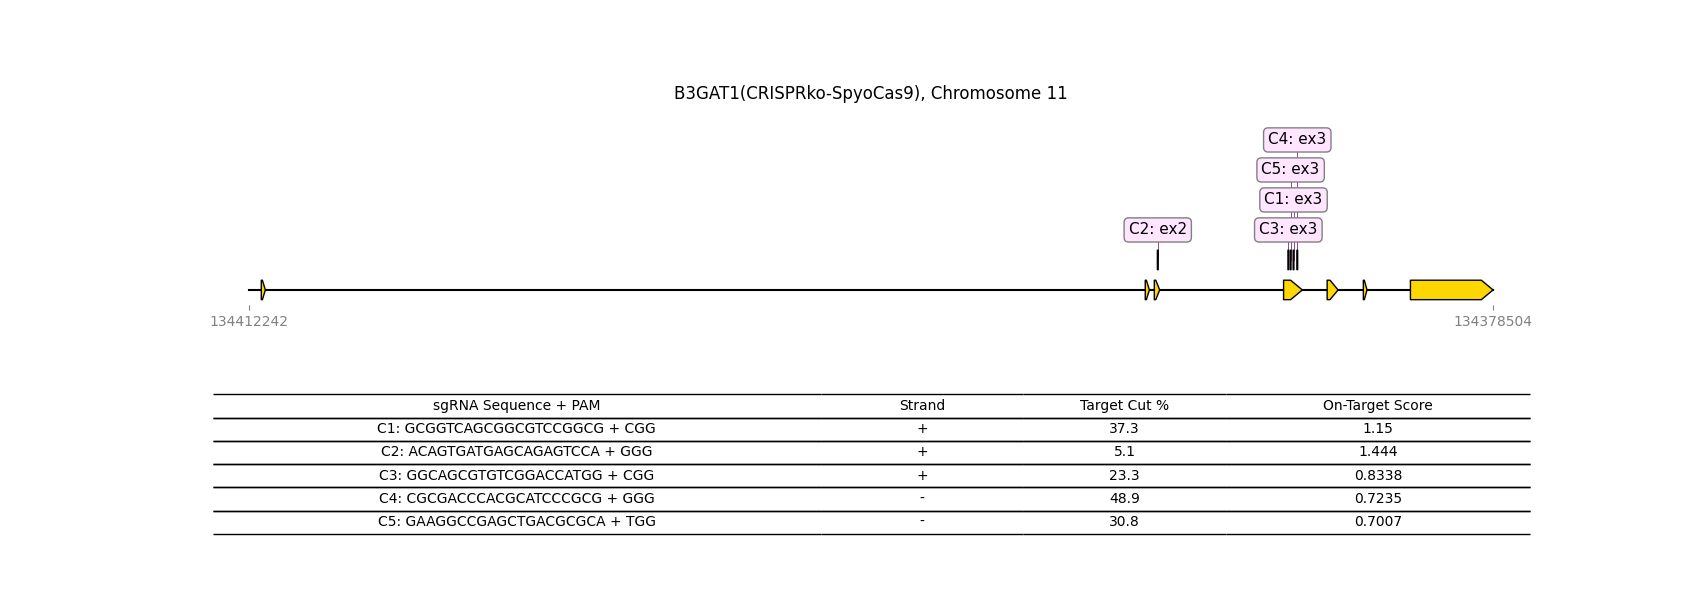 B3GAT1(CRISPRko-SpyoCas9), Chromosome 11
C4: ex3
C5: ex3
C1: ex3
C2: ex2
C3: ex3
134412242
134378504
sgRNA Sequence + PAM Strand Target Cut % On-Target Score
C1: GCGGTCAGCGGCGTCCGGCG + CGG + 37.3 1.15
C2: ACAGTGATGAGCAGAGTCCA + GGG + 5.1 1.444
C3: GGCAGCGTGTCGGACCATGG + CGG + 23.3 0.8338
C4: CGCGACCCACGCATCCCGCG + GGG - 48.9 0.7235
C5: GAAGGCCGAGCTGACGCGCA + TGG - 30.8 0.7007